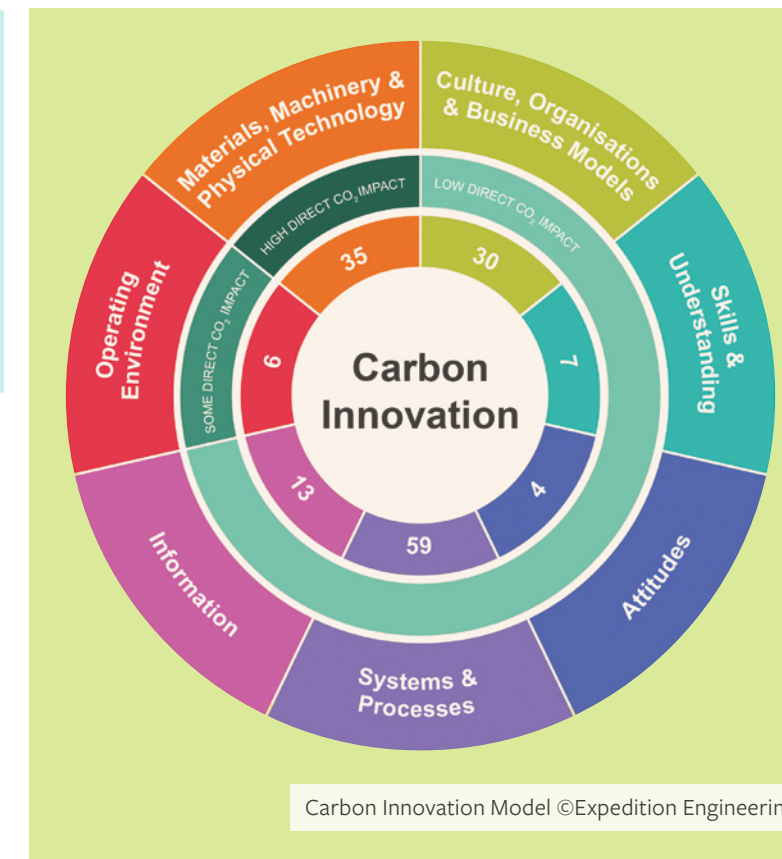 Materials, Machinery &
Physical Technology
Culture, Organisations
& Business Models
Skills &
Understanding
Attitudes
Systems &
Processes
Information
Operating
Environment
HIGH DIRECT CO₂ IMPACT
LOW DIRECT CO₂ IMPACT
SOME DIRECT CO₂ IMPACT
35
30
7
4
59
13
6
Carbon
Innovation
Carbon Innovation Model ©Expedition Engineerin